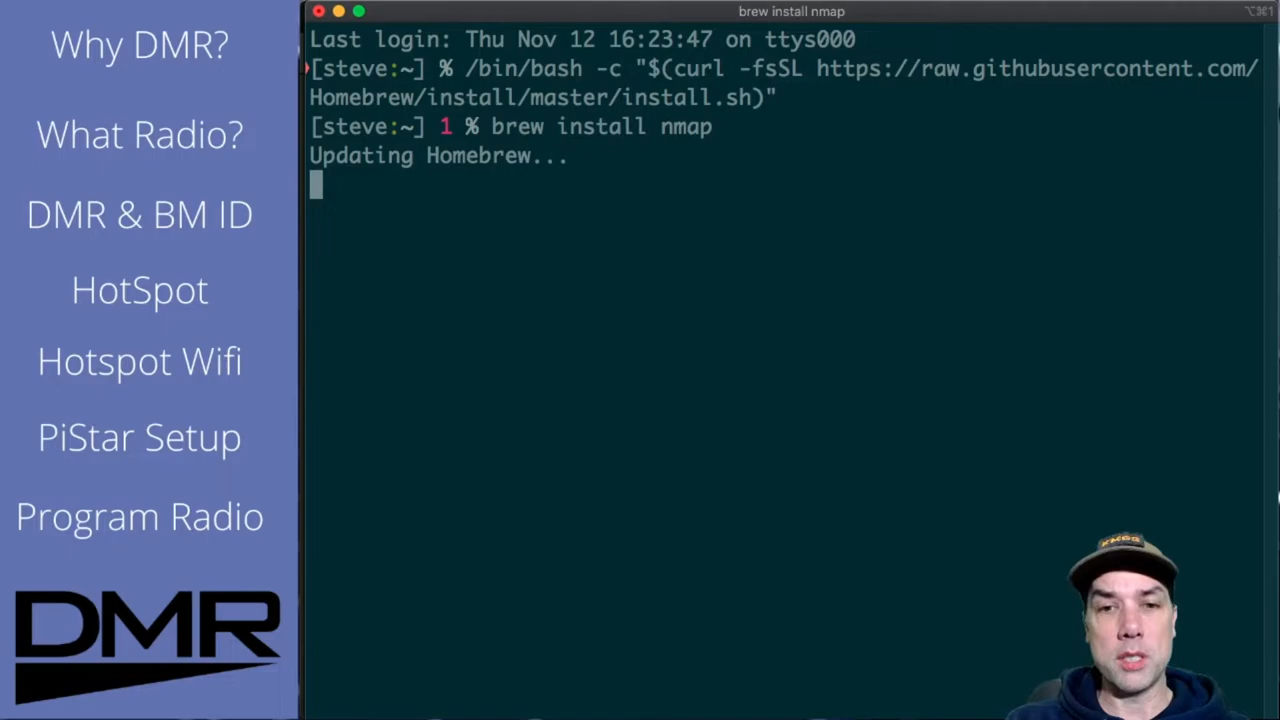 Why DMR?
What Radio?
DMR & BM ID
HotSpot
Hotspot Wifi
PiStar Setup
Program Radio
DMR
brew install nmap
⌥⌘1
Last login: Thu Nov 12 16:23:47 on ttys000
[steve:~] % /bin/bash -c "$(curl -fsSL https://raw.githubusercontent.com/
Homebrew/install/master/install.sh)"
[steve:~] 1 % brew install nmap
Updating Homebrew...